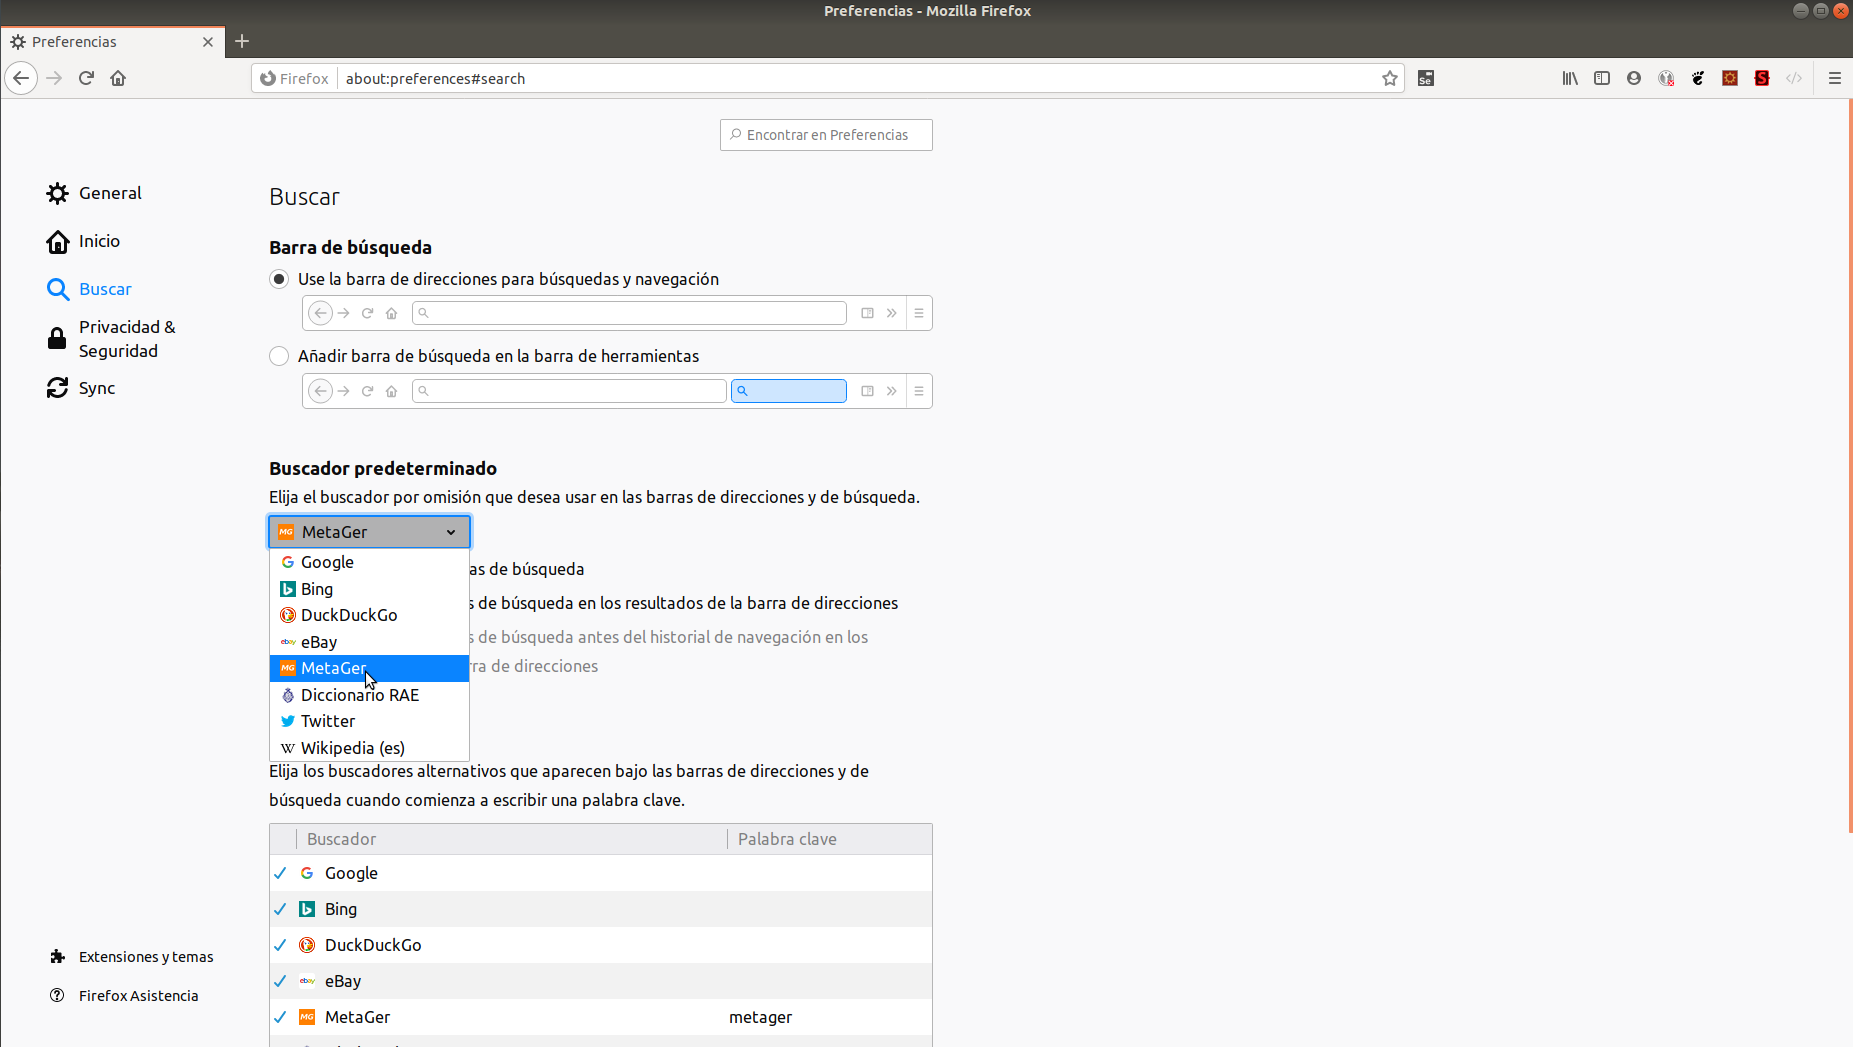 Preferencias - Mozilla Firefox
Preferencias
Firefox
about:preferences#search
Encontrar en Preferencias
General
Inicio
Buscar
Privacidad &
Seguridad
Sync
Extensiones y temas
Firefox Asistencia
Buscar
Barra de búsqueda
Use la barra de direcciones para búsquedas y navegación
Añadir barra de búsqueda en la barra de herramientas
Buscador predeterminado
Elija el buscador por omisión que desea usar en las barras de direcciones y de búsqueda.
MG MetaGer
Google
Bing
DuckDuckGo
ebay eBay
MG MetaGer
Diccionario RAE
Twitter
W Wikipedia (es)
de búsqueda
de búsqueda en los resultados de la barra de direcciones
de búsqueda antes del historial de navegación en los
de direcciones
Elija los buscadores alternativos que aparecen bajo las barras de direcciones y de
búsqueda cuando comienza a escribir una palabra clave.
Buscador Palabra clave
Google
Bing
DuckDuckGo
ebay eBay
MG MetaGer metager